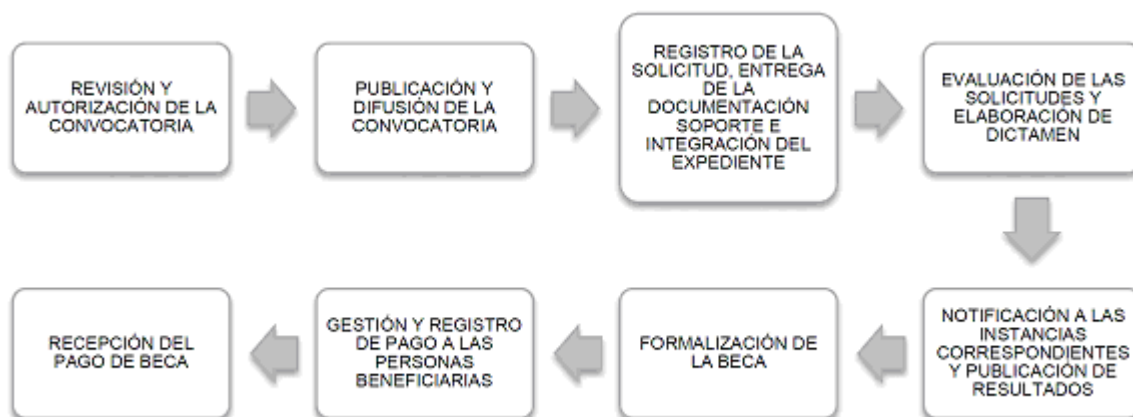 REVISIÓN Y
AUTORIZACIÓN DE LA
CONVOCATORIA
PUBLICACIÓN Y
DIFUSIÓN DE LA
CONVOCATORIA
REGISTRO DE LA
SOLICITUD, ENTREGA
DE LA
DOCUMENTACIÓN
SOPORTE E
INTEGRACIÓN DEL
EXPEDIENTE
EVALUACIÓN DE LAS
SOLICITUDES Y
ELABORACIÓN DE
DICTAMEN
NOTIFICACIÓN A LAS
INSTANCIAS
CORRESPONDIENTES
Y PUBLICACIÓN DE
RESULTADOS
FORMALIZACIÓN DE
LA BECA
GESTIÓN Y REGISTRO
DE PAGO A LAS
PERSONAS
BENEFICIARIAS
RECEPCIÓN DEL
PAGO DE BECA